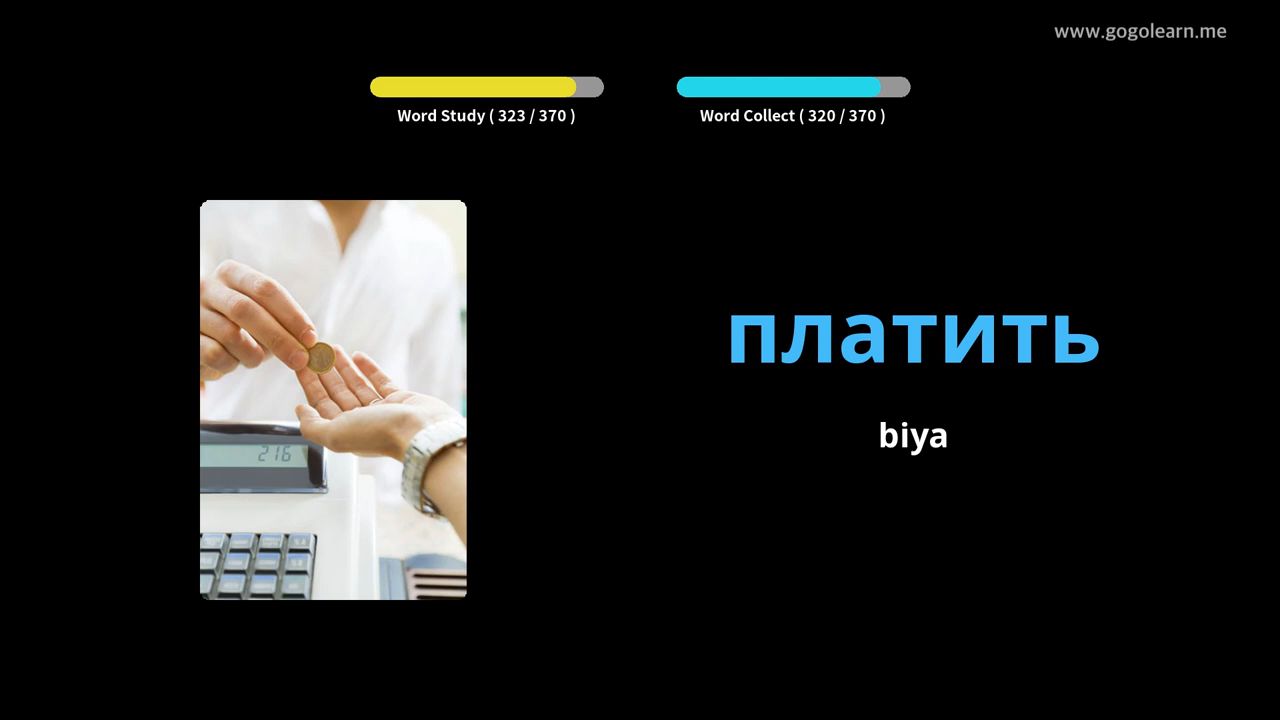 www.gogolearn.me
Word Study ( 323 / 370 )
Word Collect ( 320 / 370 )
216
платить
biya